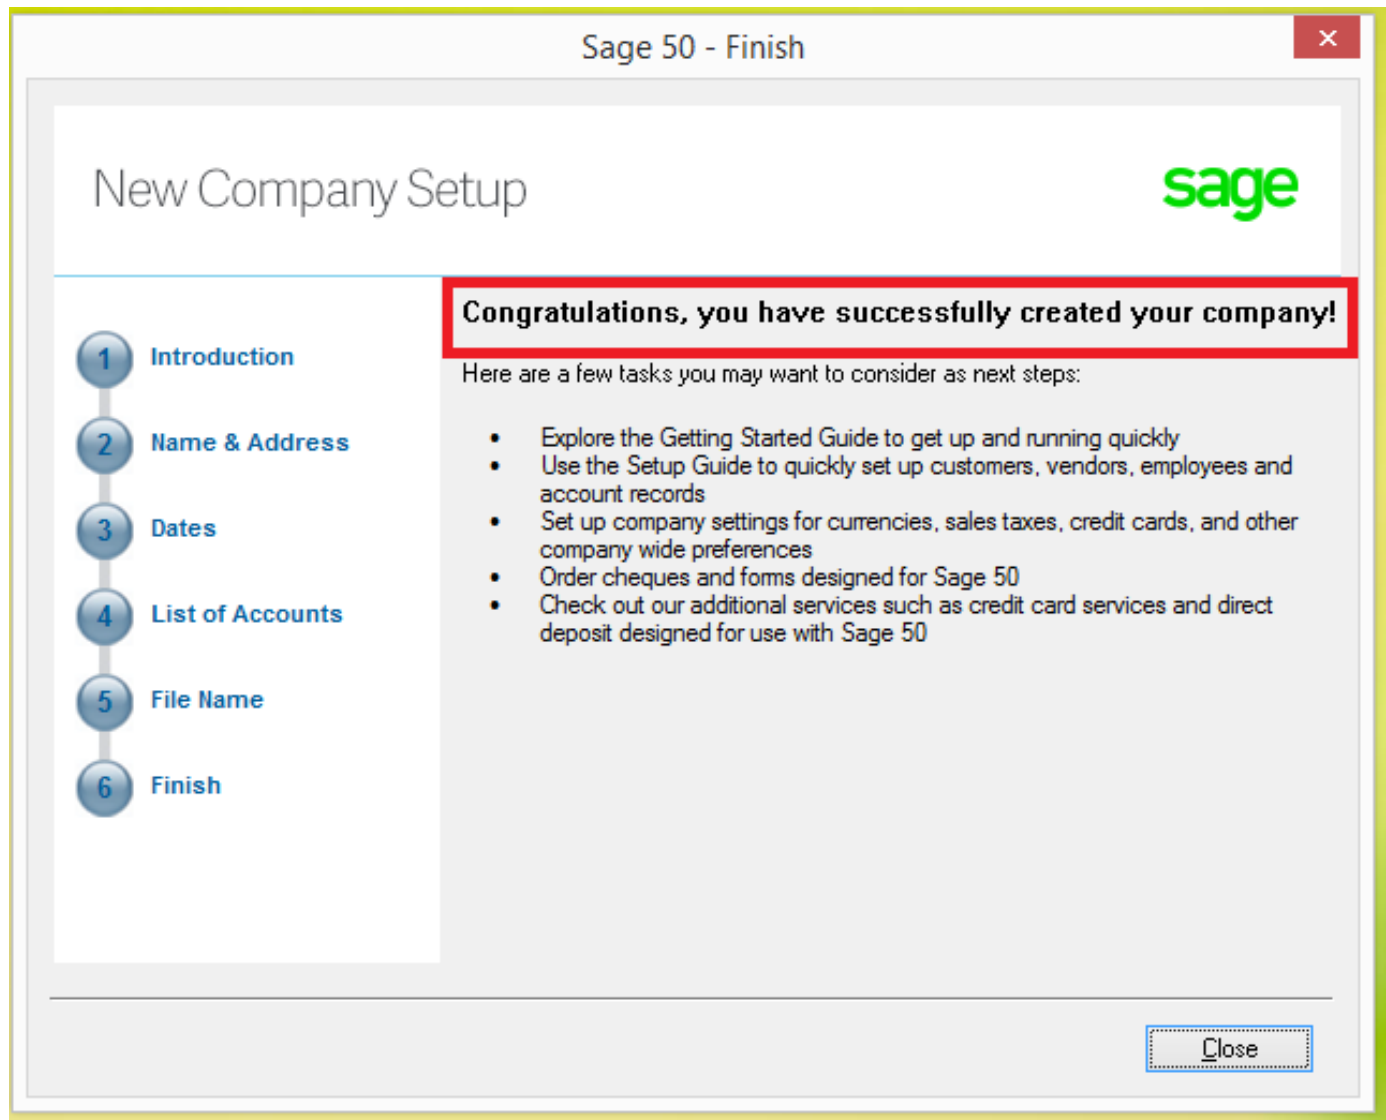 Sage 50 - Finish
New Company Setup
sage
Congratulations, you have successfully created your company!
Here are a few tasks you may want to consider as next steps:
• Explore the Getting Started Guide to get up and running quickly
• Use the Setup Guide to quickly set up customers, vendors, employees and
account records
• Set up company settings for currencies, sales taxes, credit cards, and other
company wide preferences
• Order cheques and forms designed for Sage 50
• Check out our additional services such as credit card services and direct
deposit designed for use with Sage 50
1 Introduction
2 Name & Address
3 Dates
4 List of Accounts
5 File Name
6 Finish
Close